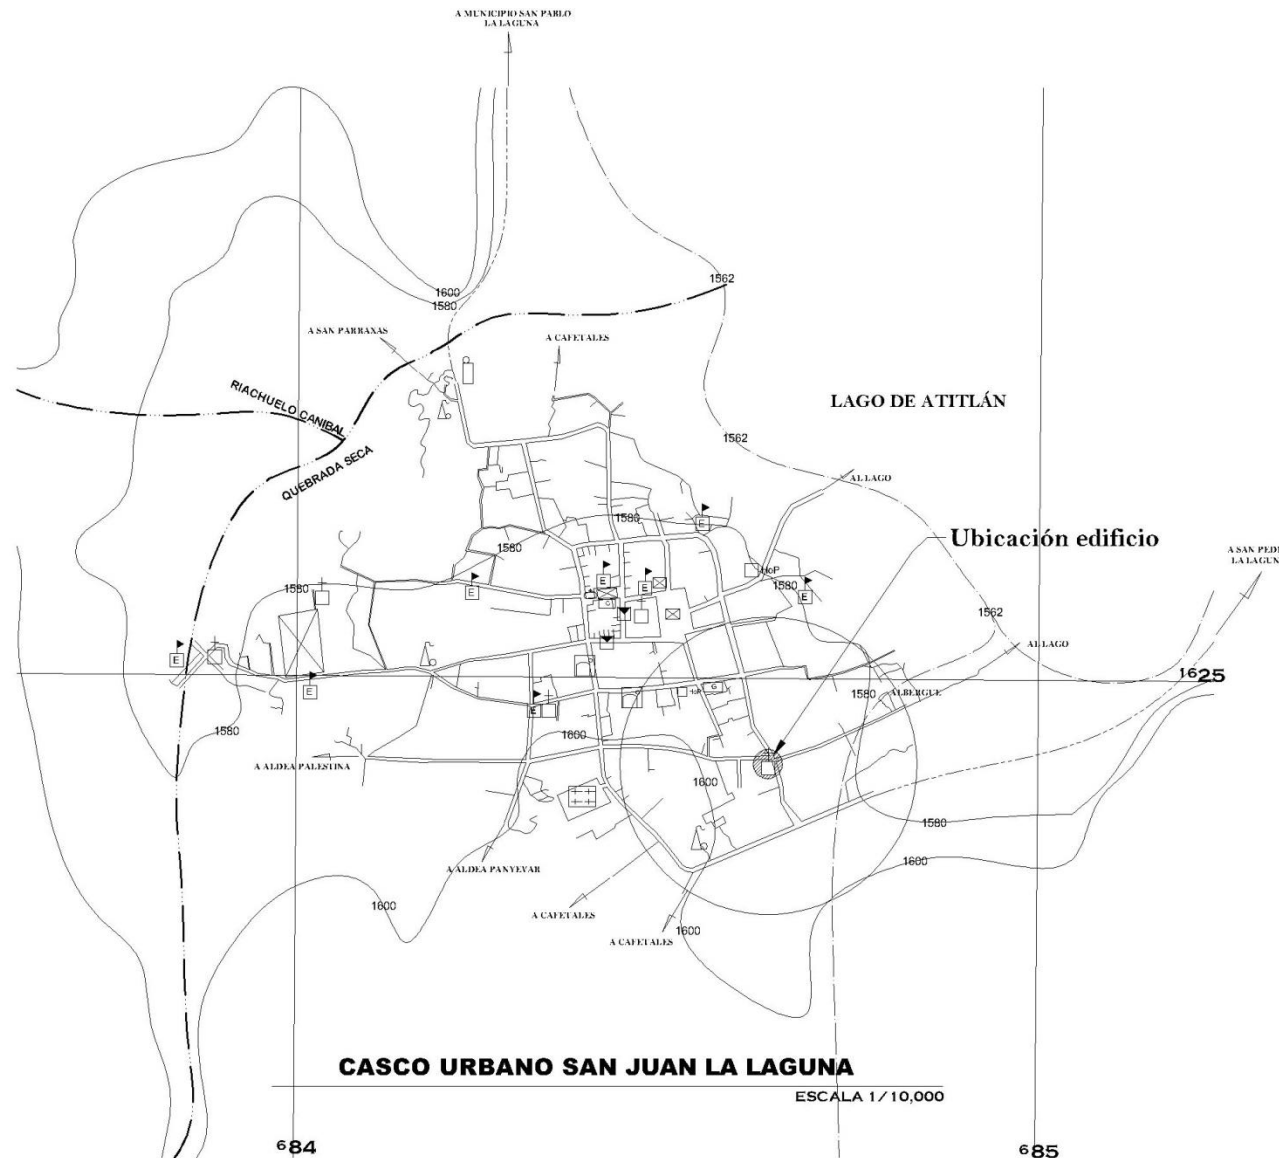 A MUNICIPIO SAN PABLO
LA LAGUNA
1562
1600
1580
A SAN PARRAXAS
A CAFETALES
RIACHUELO CANIBAL
LAGO DE ATITLÁN
1562
QUEBRADA SECA
AL LAGO
1580
E
Ubicación edificio
1580
A SAN PEDR
LA LAGUNA
HoP
E
E
1580
1580
E
E
G
1562
E
AL LAGO
1625
E
1580
ALBERGUE
G
E
1580
1600
A ALDEA PALESTINA
1600
1580
1600
A ALDEA PANYEVAR
1600
A CAFETALES
1600
A CAFETALES
CASCO URBANO SAN JUAN LA LAGUNA
ESCALA 1/10,000
684
685